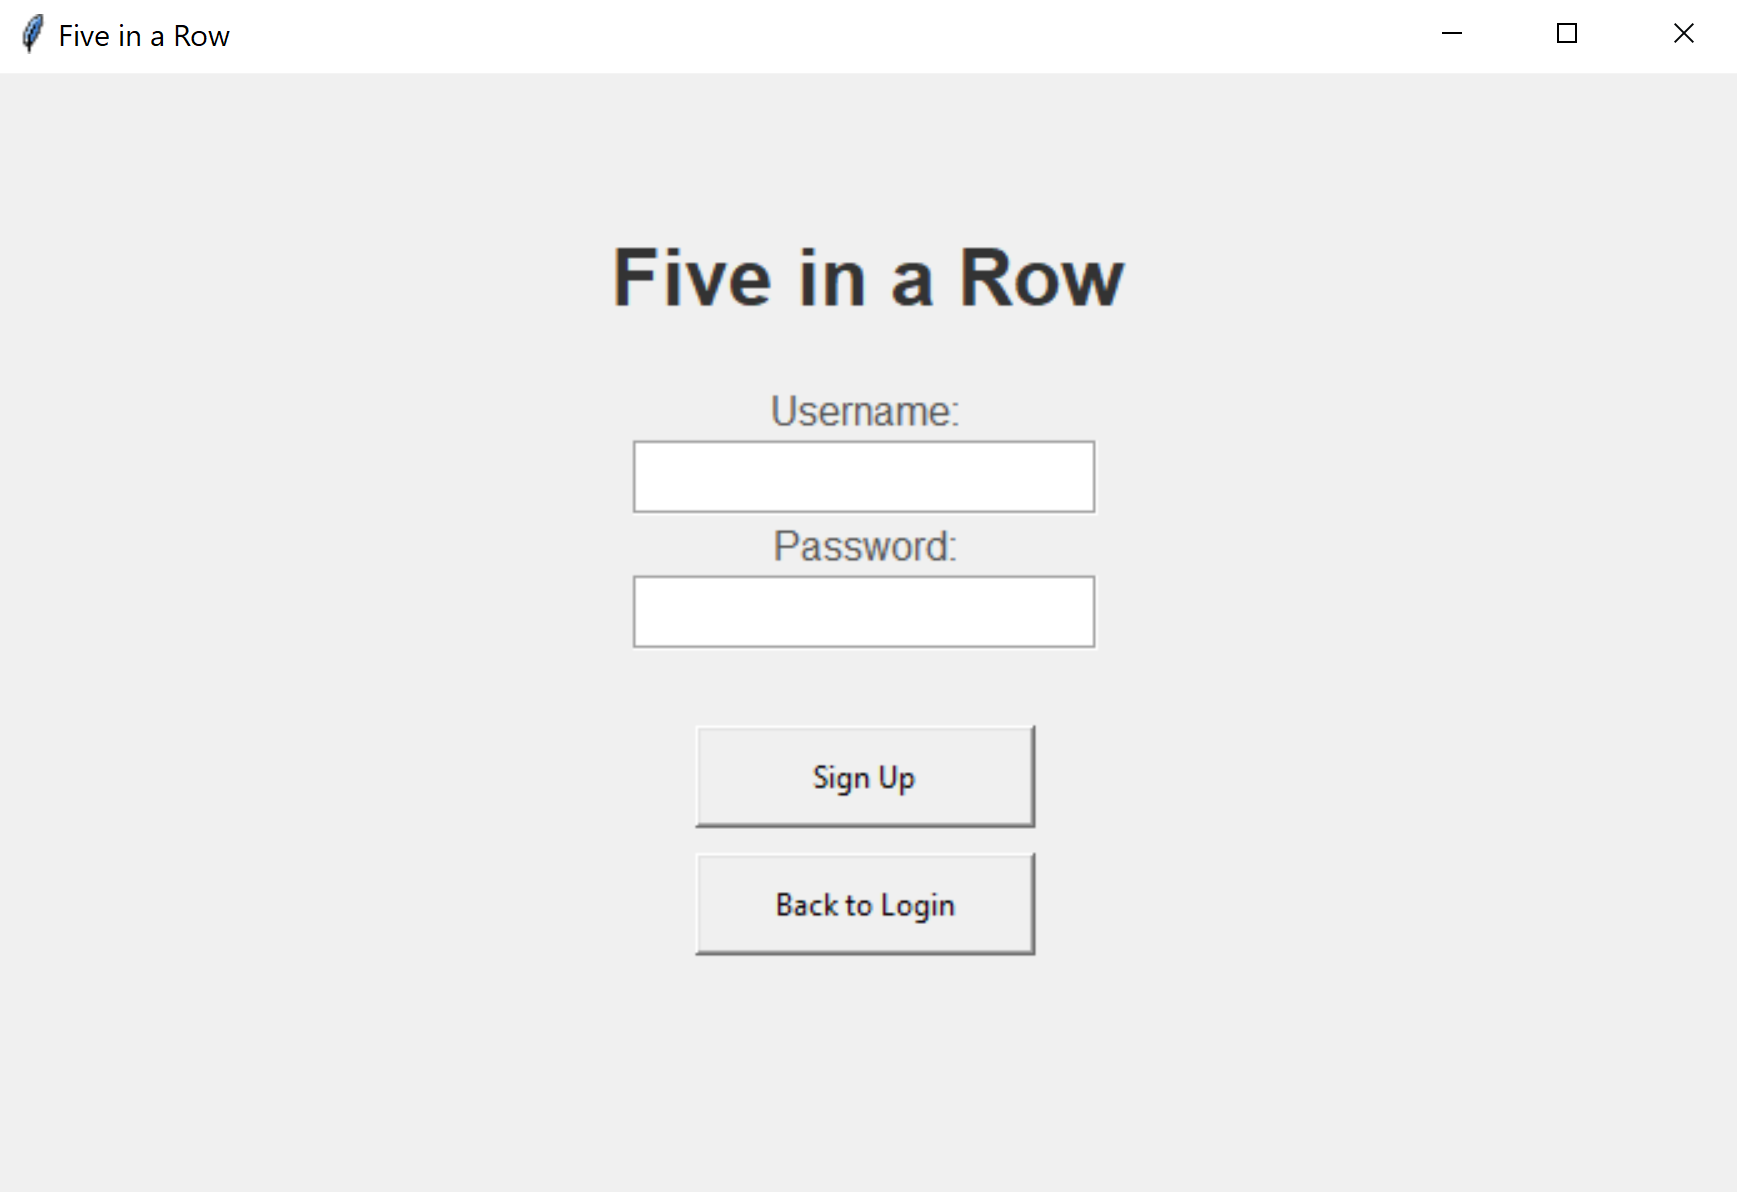 Five in a Row
Five in a Row
Username:
Password:
Sign Up
Back to Login